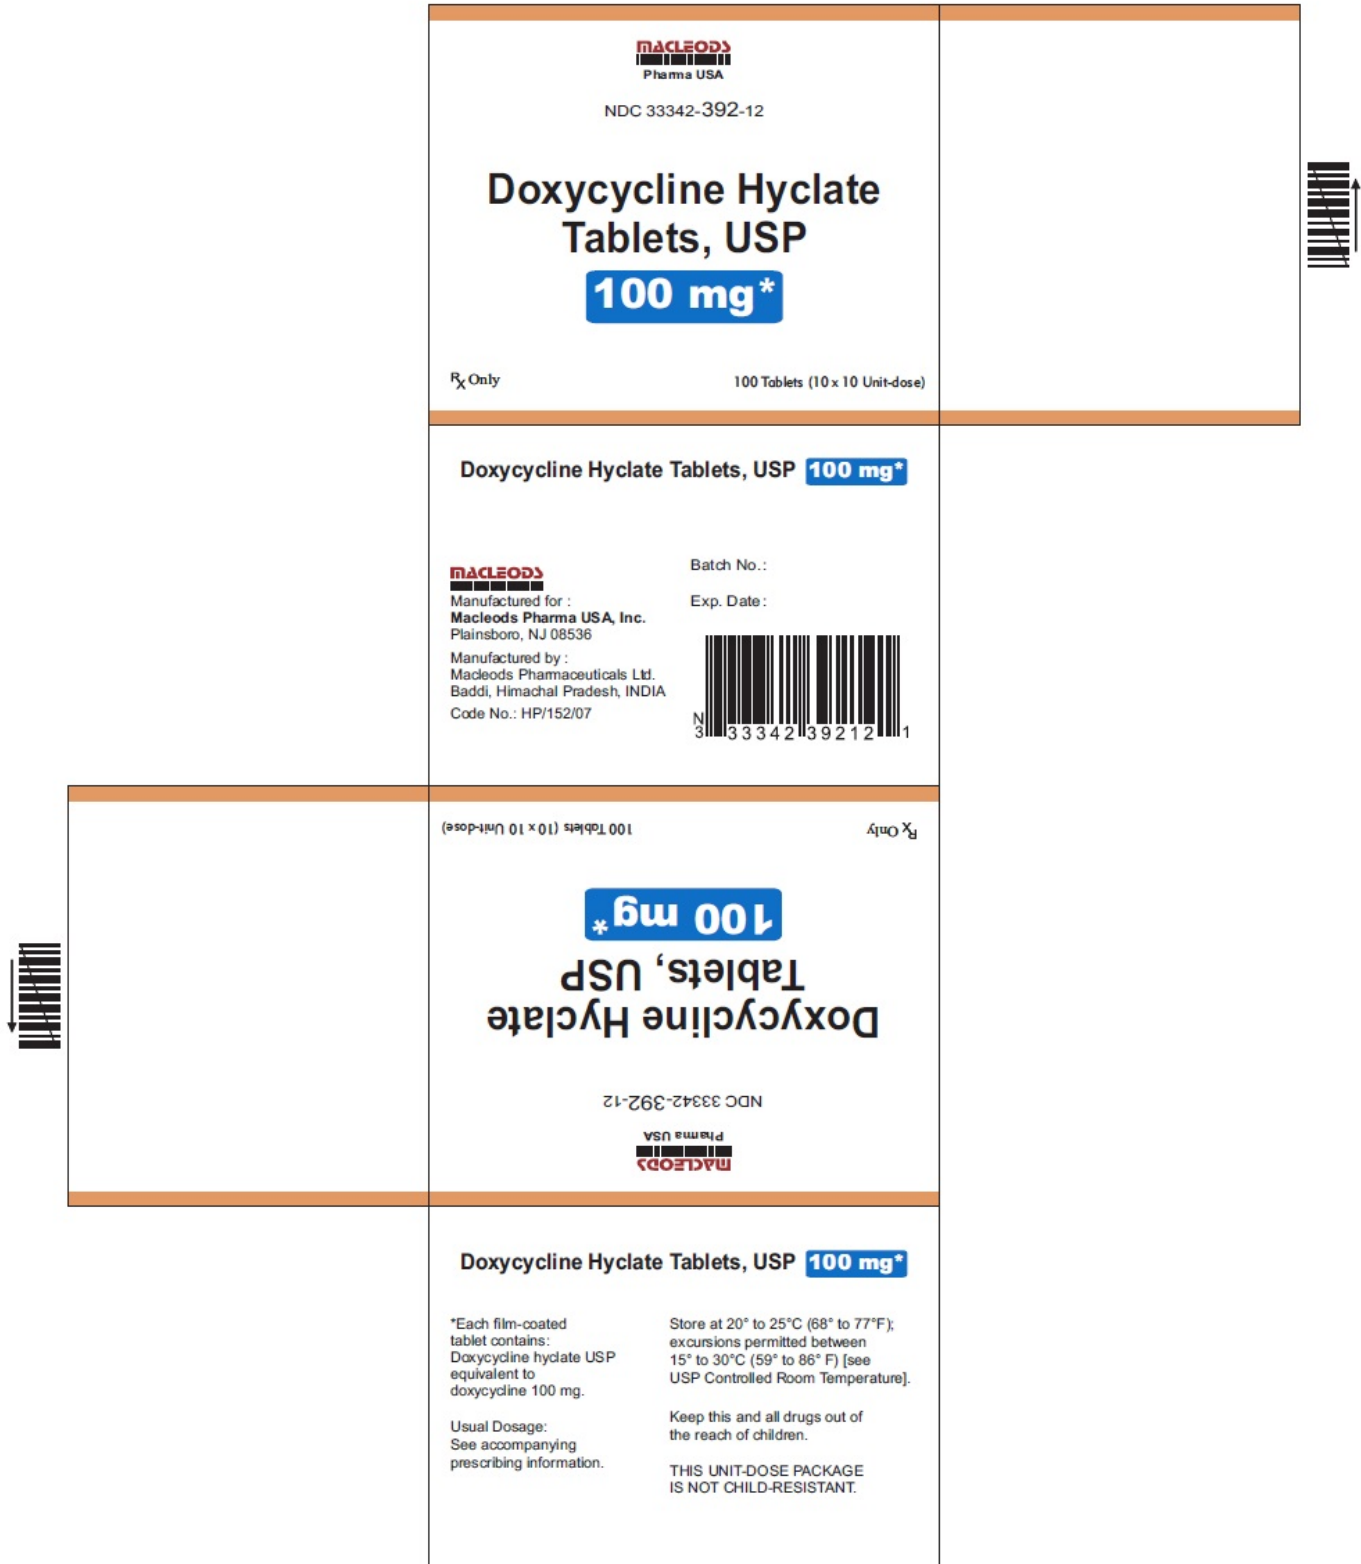 MACLEODS
Pharma USA
NDC 33342-392-12
Doxycycline Hyclate
Tablets, USP
100 mg*
Rx Only
100 Tablets (10 x 10 Unit-dose)
Doxycycline Hyclate Tablets, USP 100 mg*
MACLEODS
Manufactured for :
Macleods Pharma USA, Inc.
Plainsboro, NJ 08536
Manufactured by :
Macleods Pharmaceuticals Ltd.
Baddi, Himachal Pradesh, INDIA
Code No.: HP/152/07
Batch No.:
Exp. Date:
N
3 33342 39212 1
MACLEODS
Pharma USA
NDC 33342-392-12
Doxycycline Hyclate
Tablets, USP
100 mg*
Rx Only
100 Tablets (10 x 10 Unit-dose)
Doxycycline Hyclate Tablets, USP 100 mg*
*Each film-coated
tablet contains:
Doxycycline hyclate USP
equivalent to
doxycycline 100 mg.
Usual Dosage:
See accompanying
prescribing information.
Store at 20° to 25°C (68° to 77°F);
excursions permitted between
15° to 30°C (59° to 86° F) [see
USP Controlled Room Temperature].
Keep this and all drugs out of
the reach of children.
THIS UNIT-DOSE PACKAGE
IS NOT CHILD-RESISTANT.